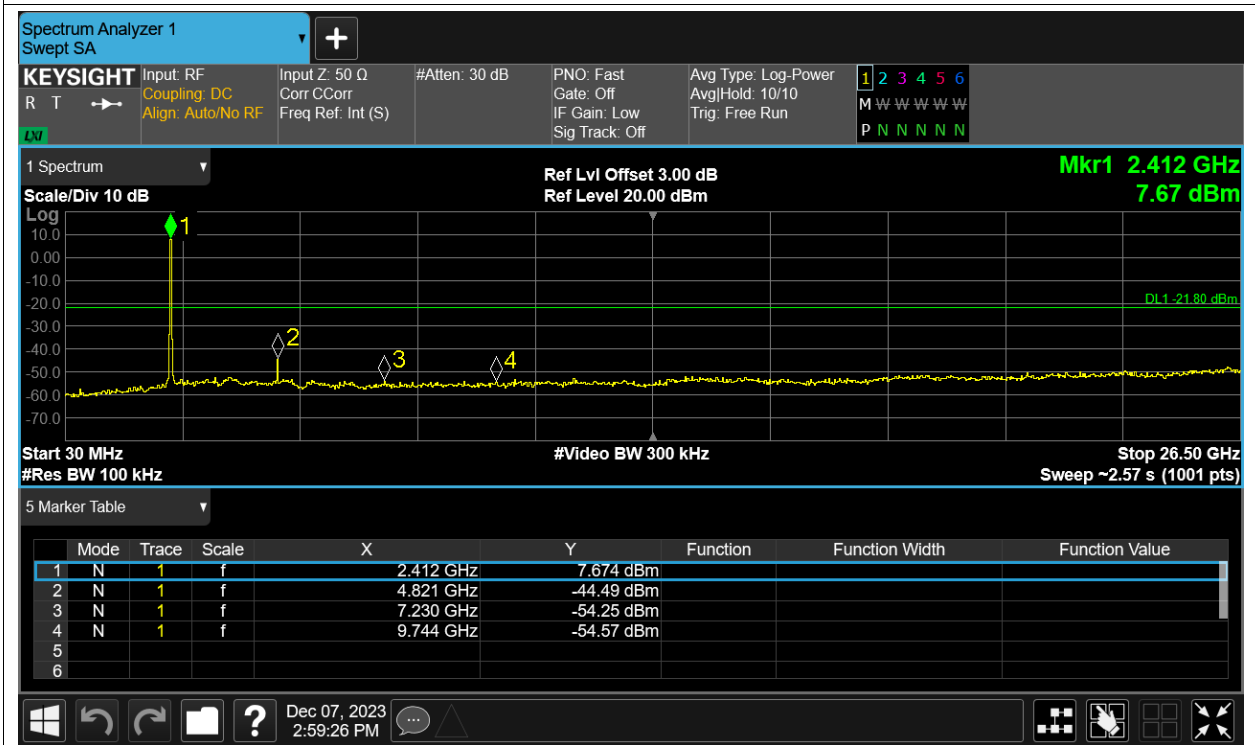 Spectrum Analyzer 1
Swept SA
KEYSIGHT Input: RF Input Z: 50 Ω #Atten: 30 dB PNO: Fast Avg Type: Log-Power 1 2 3 4 5 6
R T Coupling: DC Corr CCorr Gate: Off Avg|Hold: 10/10 M W W W W W
Align: Auto/No RF Freq Ref: Int (S) IF Gain: Low Trig: Free Run
LXI Sig Track: Off P N N N N N
1 Spectrum Ref Lvl Offset 3.00 dB Mkr1 2.412 GHz
Scale/Div 10 dB Ref Level 20.00 dBm 7.67 dBm
Log
1
10.0
0.00
-10.0
-20.0 DL1 -21.80 dBm
-30.0
2
-40.0
3 4
-50.0
-60.0
-70.0
Start 30 MHz #Video BW 300 kHz Stop 26.50 GHz
#Res BW 100 kHz Sweep ~2.57 s (1001 pts)
5 Marker Table
Mode Trace Scale X Y Function Function Width Function Value
1 N 1 f 2.412 GHz 7.674 dBm
2 N 1 f 4.821 GHz -44.49 dBm
3 N 1 f 7.230 GHz -54.25 dBm
4 N 1 f 9.744 GHz -54.57 dBm
5
6
? Dec 07, 2023
2:59:26 PM